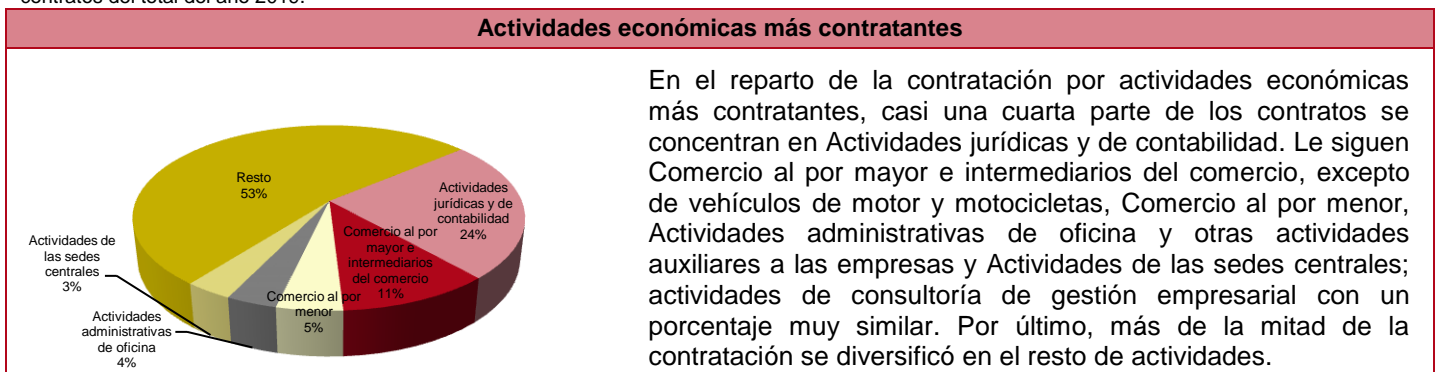 contratos del total del año 2019.
Actividades económicas más contratantes
Resto
53%
Actividades
jurídicas y de
contabilidad
24%
Comercio al por
mayor e
intermediarios
del comercio
11%
Comercio al por
menor
5%
Actividades de
las sedes
centrales
3%
Actividades
administrativas
de oficina
4%
En el reparto de la contratación por actividades económicas
más contratantes, casi una cuarta parte de los contratos se
concentran en Actividades jurídicas y de contabilidad. Le siguen
Comercio al por mayor e intermediarios del comercio, excepto
de vehículos de motor y motocicletas, Comercio al por menor,
Actividades administrativas de oficina y otras actividades
auxiliares a las empresas y Actividades de las sedes centrales;
actividades de consultoría de gestión empresarial con un
porcentaje muy similar. Por último, más de la mitad de la
contratación se diversificó en el resto de actividades.